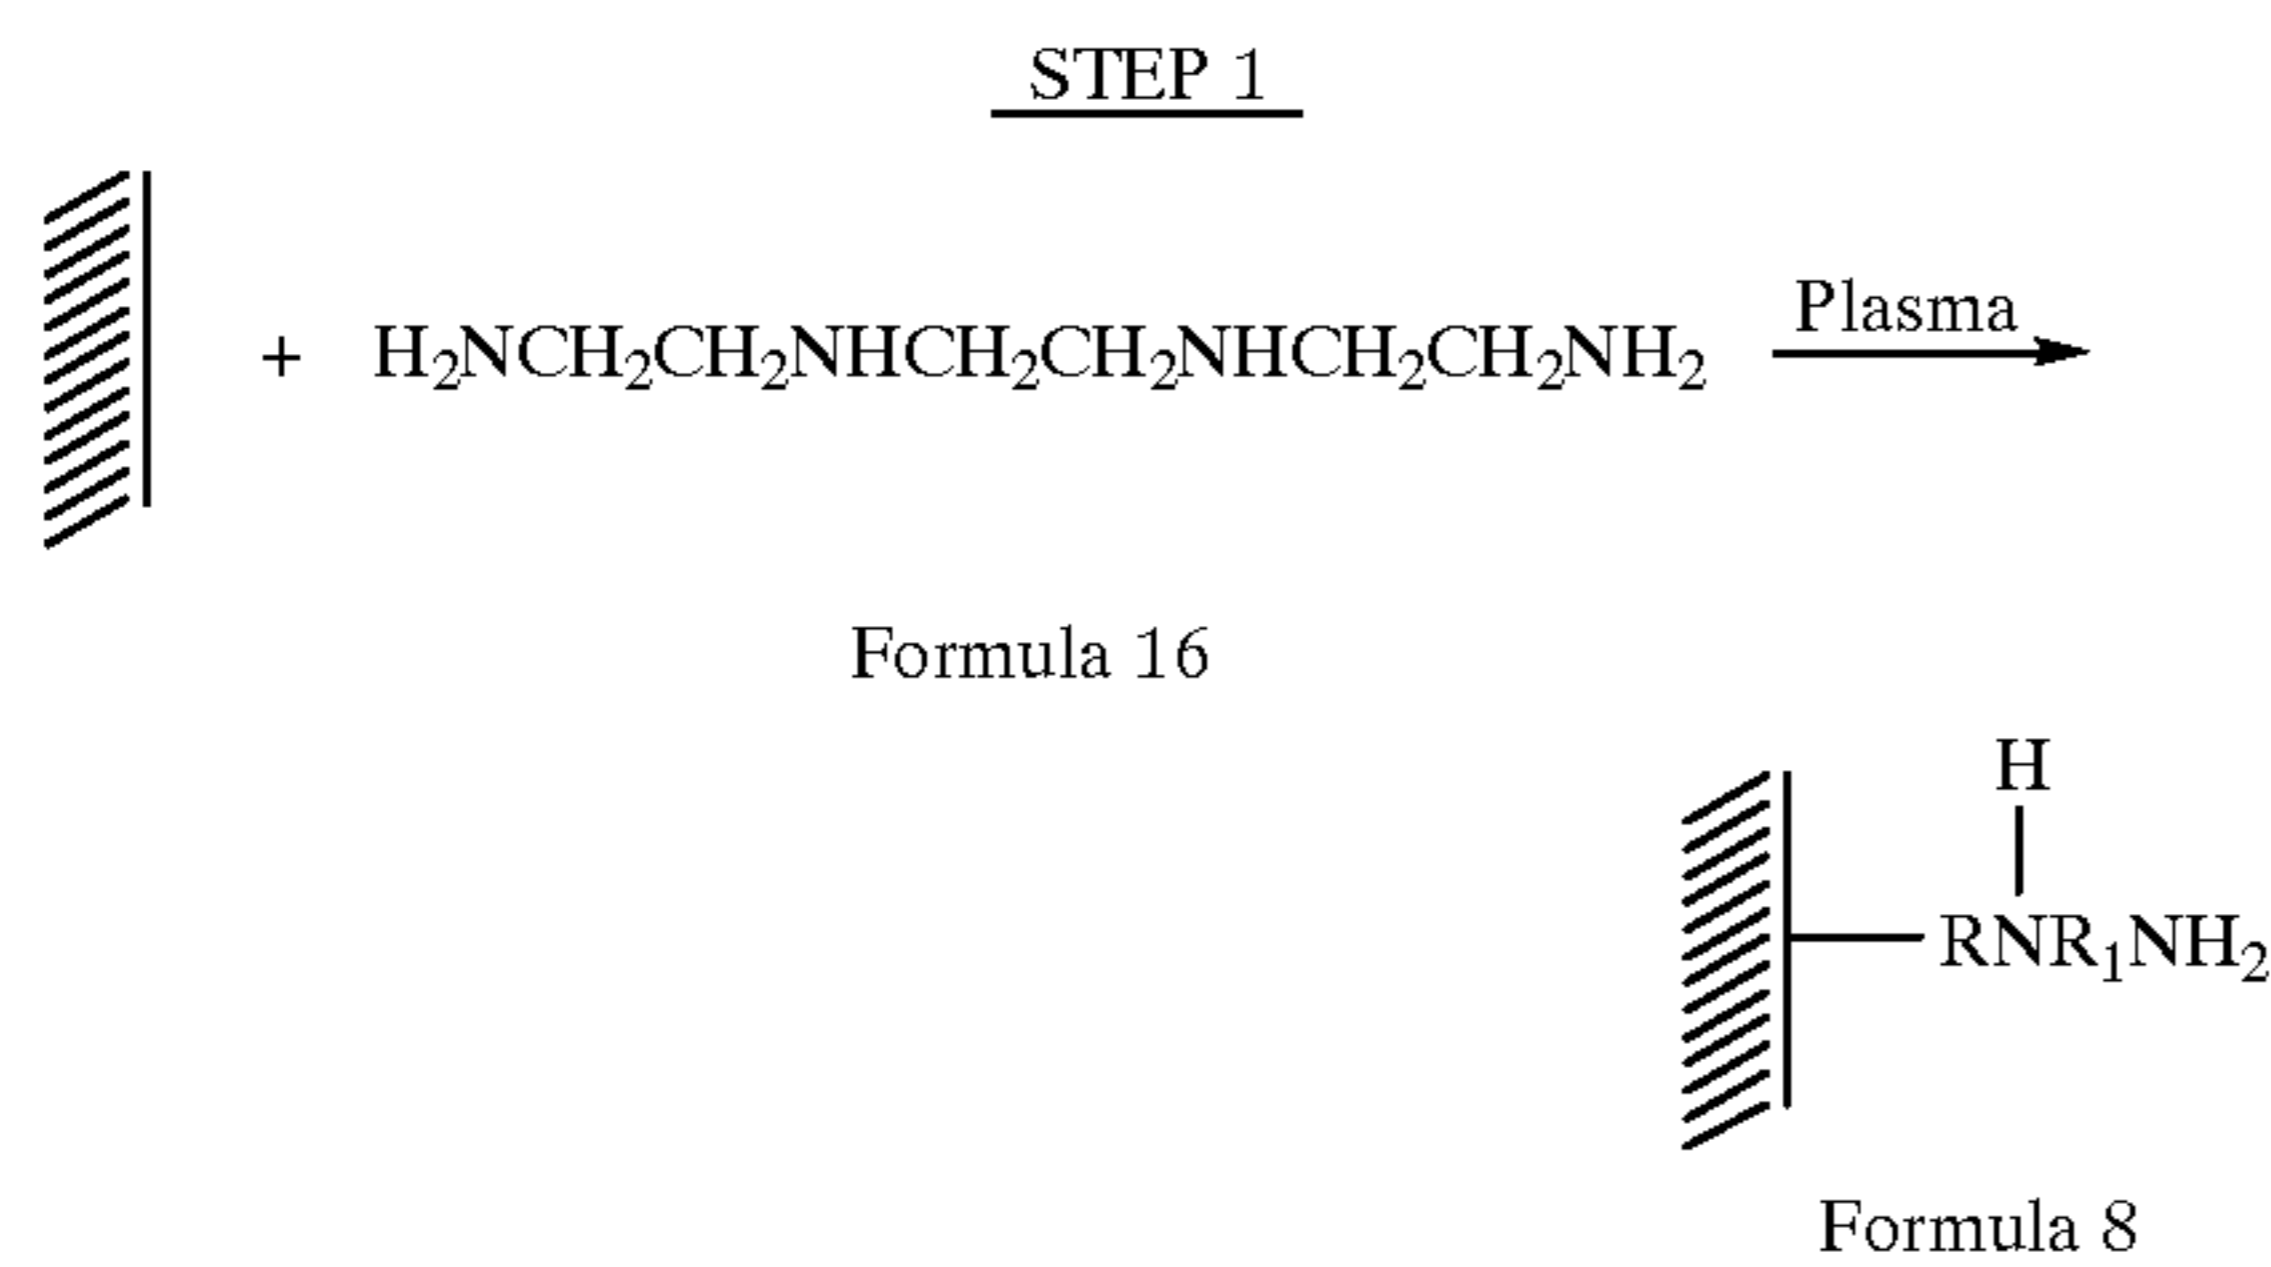 STEP 1
Plasma
+ H₂NCH₂CH₂NHCH₂CH₂NHCH₂CH₂NH₂
Formula 16
H
RNR₁NH₂
Formula 8